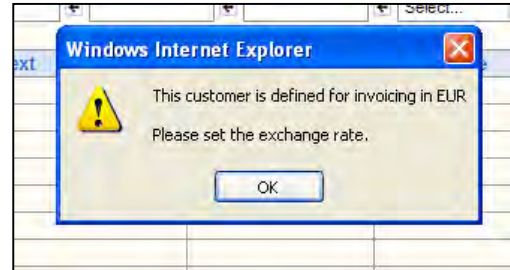 Select...
ext
Windows Internet Explorer
This customer is defined for invoicing in EUR
Please set the exchange rate.
OK